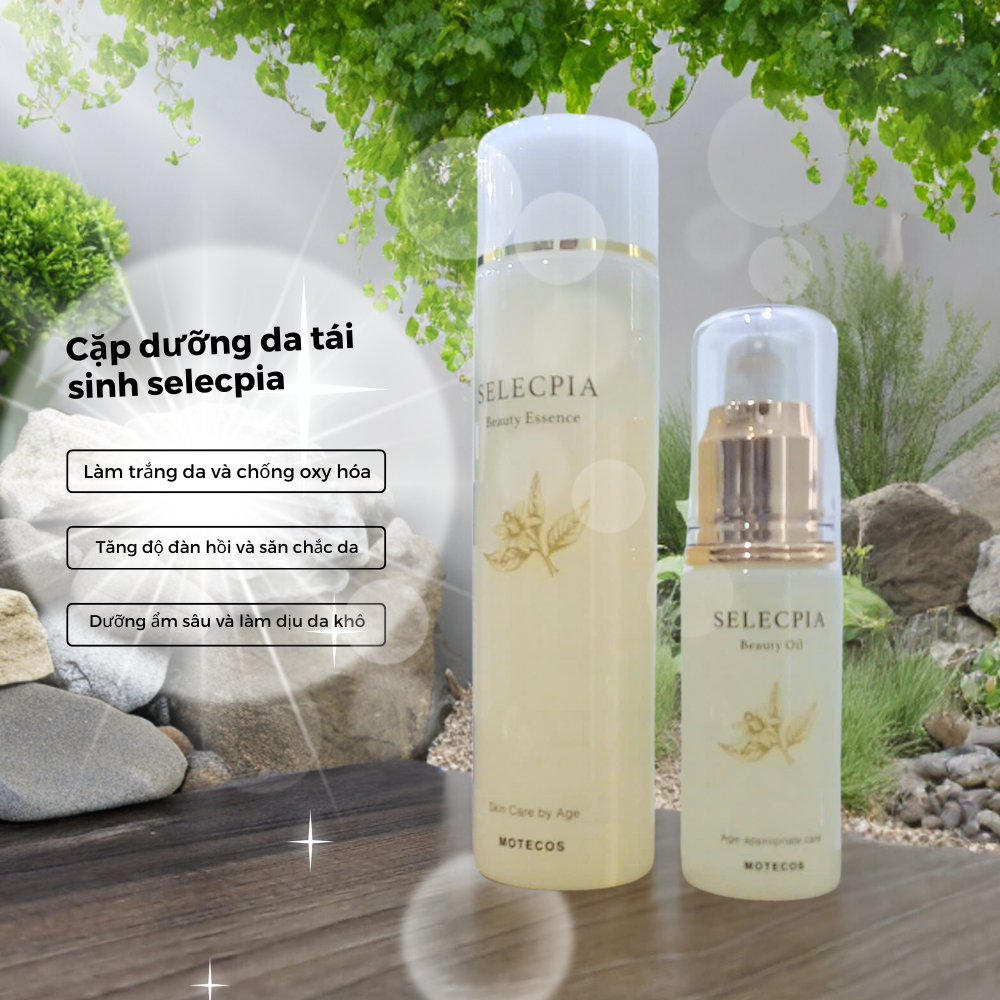 Cặp dưỡng da tái
sinh selecpia
Làm trắng da và chống oxy hóa
Tăng độ đàn hồi và săn chắc da
Dưỡng ẩm sâu và làm dịu da khô
SELECPIA
Beauty Essence
Skin Care by Age
MOTECOS
SELECPIA
Beauty Oil
Age-appropriate care
MOTECOS